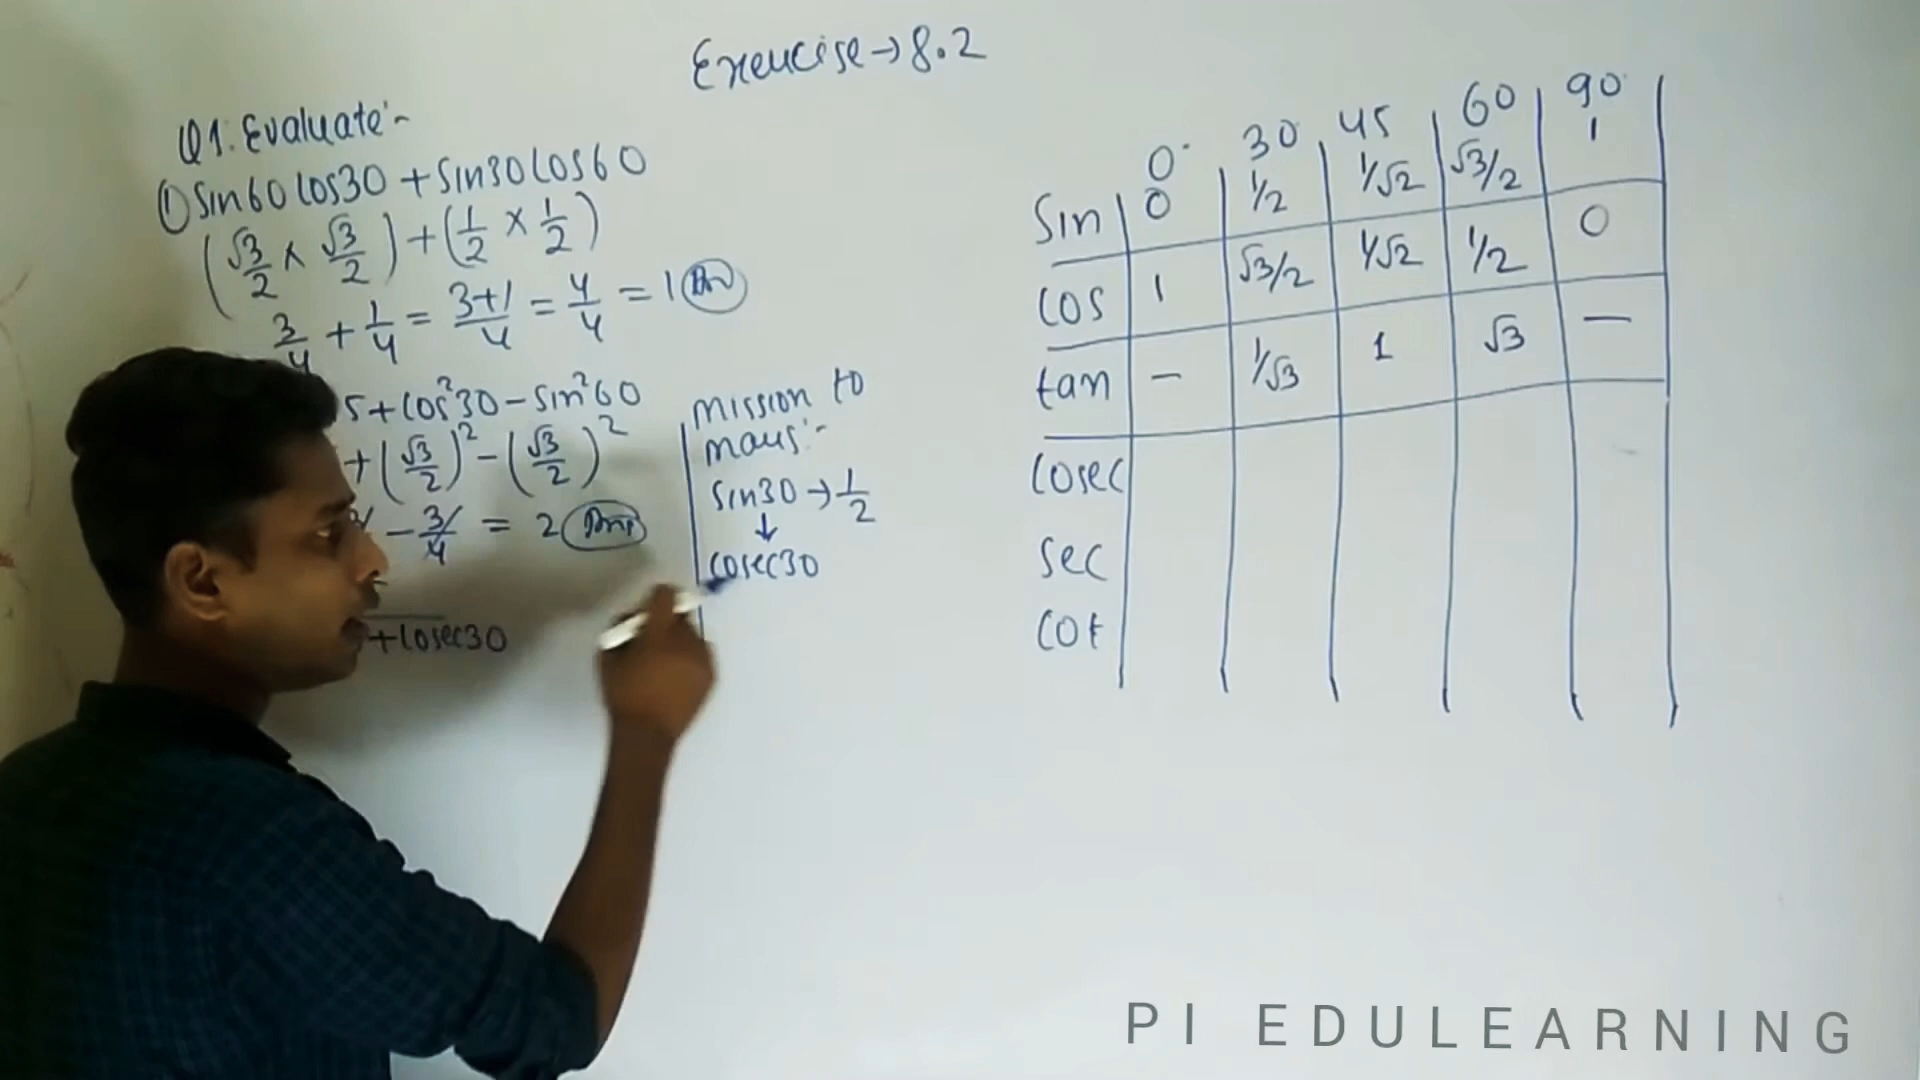 Exercise → 8.2
Q1. Evaluate:-
① Sin60 cos30 + Sin30 cos60
(√3/2 × √3/2) + (1/2 × 1/2)
3/4 + 1/4 = 3+1/4 = 4/4 = 1 Ans
5 + cos²30 - sin²60
+ (√3/2)² - (√3/2)²
- 3/4 = 2 Ans
+ cosec30
mission to
maus:-
sin30 → 1/2
↓
cosec30
0° 30 45 60 90
Sin 0 1/2 1/√2 √3/2 1
cos 1 √3/2 1/√2 1/2 0
tan - 1/√3 1 √3 -
cosec
sec
cot
PI EDULEARNING